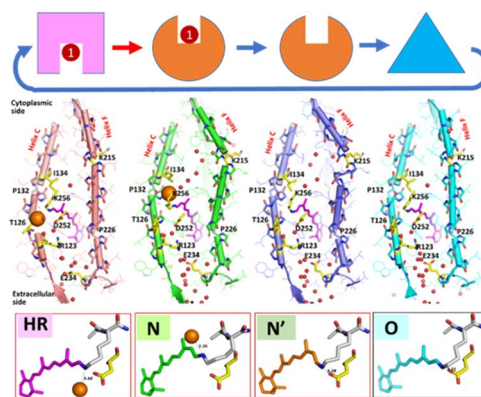 1
1
Cytoplasmic
side
Helix C
Helix F
Helix C
Helix F
Helix C
Helix F
Helix C
Helix F
K215
K215
K215
K215
I134
I134
I134
I134
P132
K256
P132
K256
P132
K256
P132
K256
T126
D252
P226
T126
D252
P226
T126
D252
P226
T126
D252
P226
R123
R123
R123
R123
E234
E234
E234
E234
Extracellular
side
HR
N
N'
O